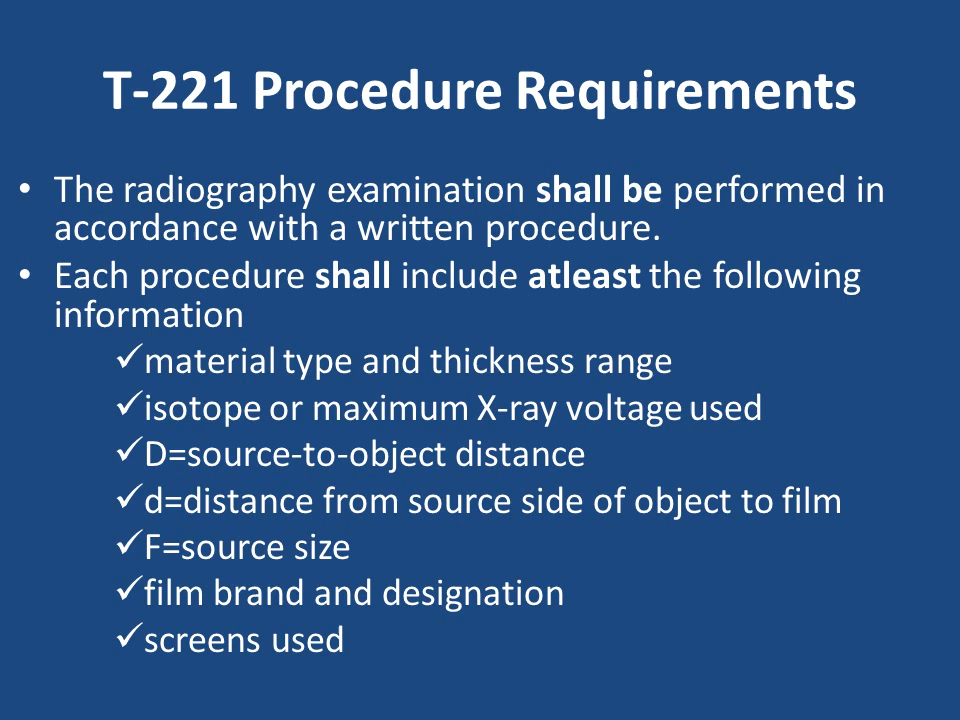 T-221 Procedure Requirements
• The radiography examination shall be performed in
accordance with a written procedure.
• Each procedure shall include atleast the following
information
✓material type and thickness range
✓isotope or maximum X-ray voltage used
✓D=source-to-object distance
✓d=distance from source side of object to film
✓F=source size
✓film brand and designation
✓screens used